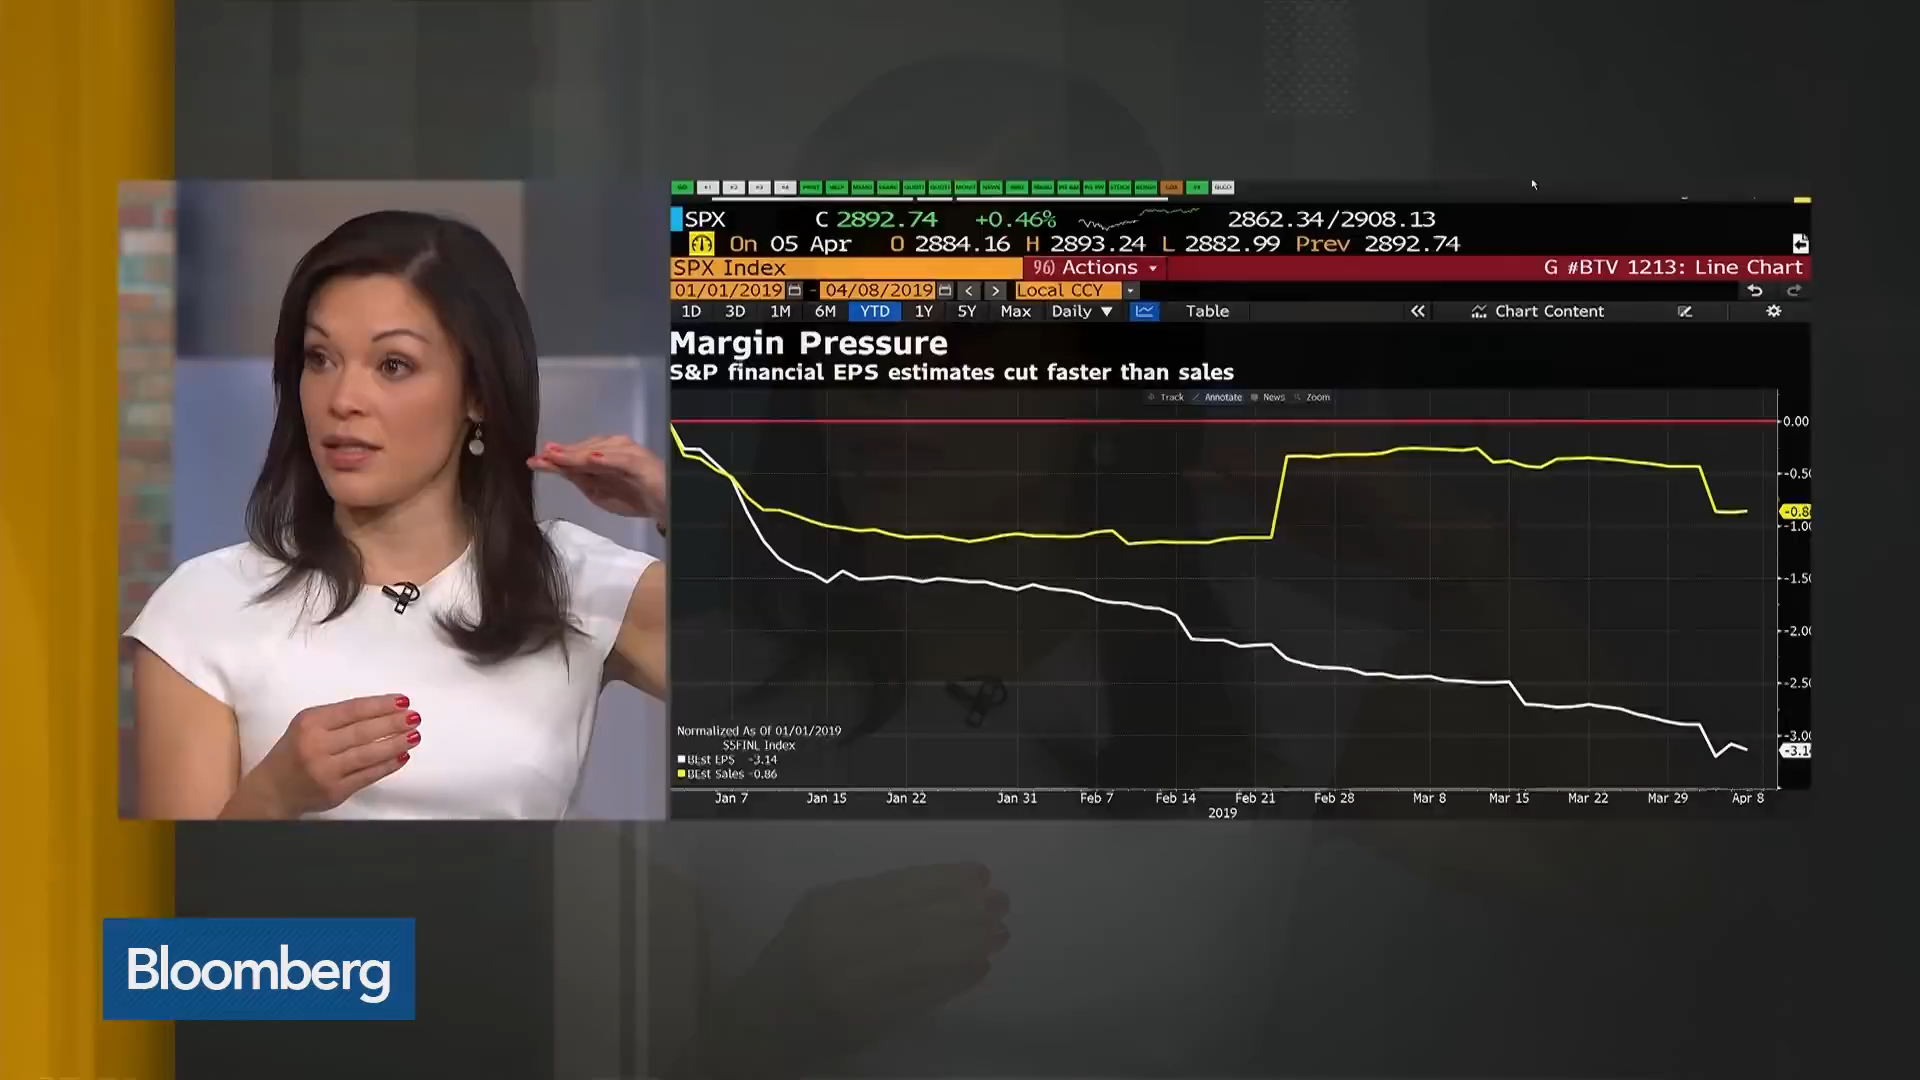 SPX C 2892.74 +0.46% 2862.34/2908.13
On 05 Apr O 2884.16 H 2893.24 L 2882.99 Prev 2892.74
SPX Index 96) Actions G #BTV 1213: Line Chart
01/01/2019 - 04/08/2019 < > Local CCY
1D 3D 1M 6M YTD 1Y 5Y Max Daily ▼ Table « Chart Content
Margin Pressure
S&P financial EPS estimates cut faster than sales
Track Annotate News Zoom
0.00
-0.50
-0.8
-1.00
-1.50
-2.00
-2.50
-3.00
-3.1
Normalized As Of 01/01/2019
S5FINL Index
BEst EPS -3.14
BEst Sales -0.86
Jan 7 Jan 15 Jan 22 Jan 31 Feb 7 Feb 14 Feb 21 Feb 28 Mar 8 Mar 15 Mar 22 Mar 29 Apr 8
2019
Bloomberg